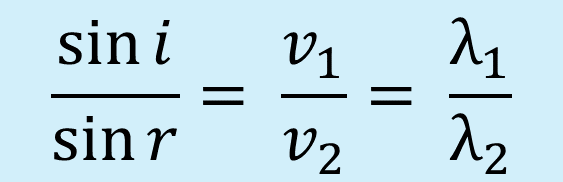 sin i / sin r = v₁ / v₂ = λ₁ / λ₂